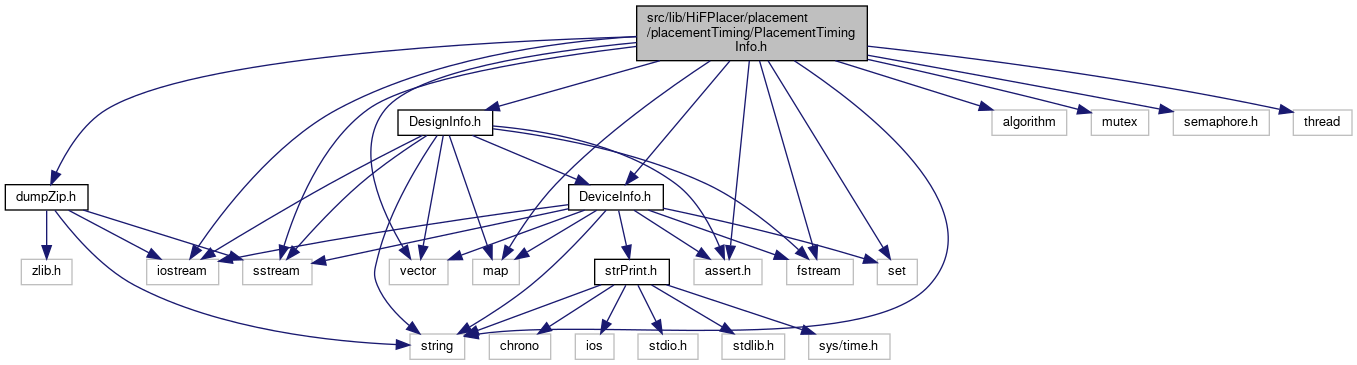 src/lib/HiFPlacer/placement
/placementTiming/PlacementTiming
Info.h
DesignInfo.h
algorithm
mutex
semaphore.h
thread
dumpZip.h
DeviceInfo.h
zlib.h
iostream
sstream
vector
map
strPrint.h
assert.h
fstream
set
string
chrono
ios
stdio.h
stdlib.h
sys/time.h